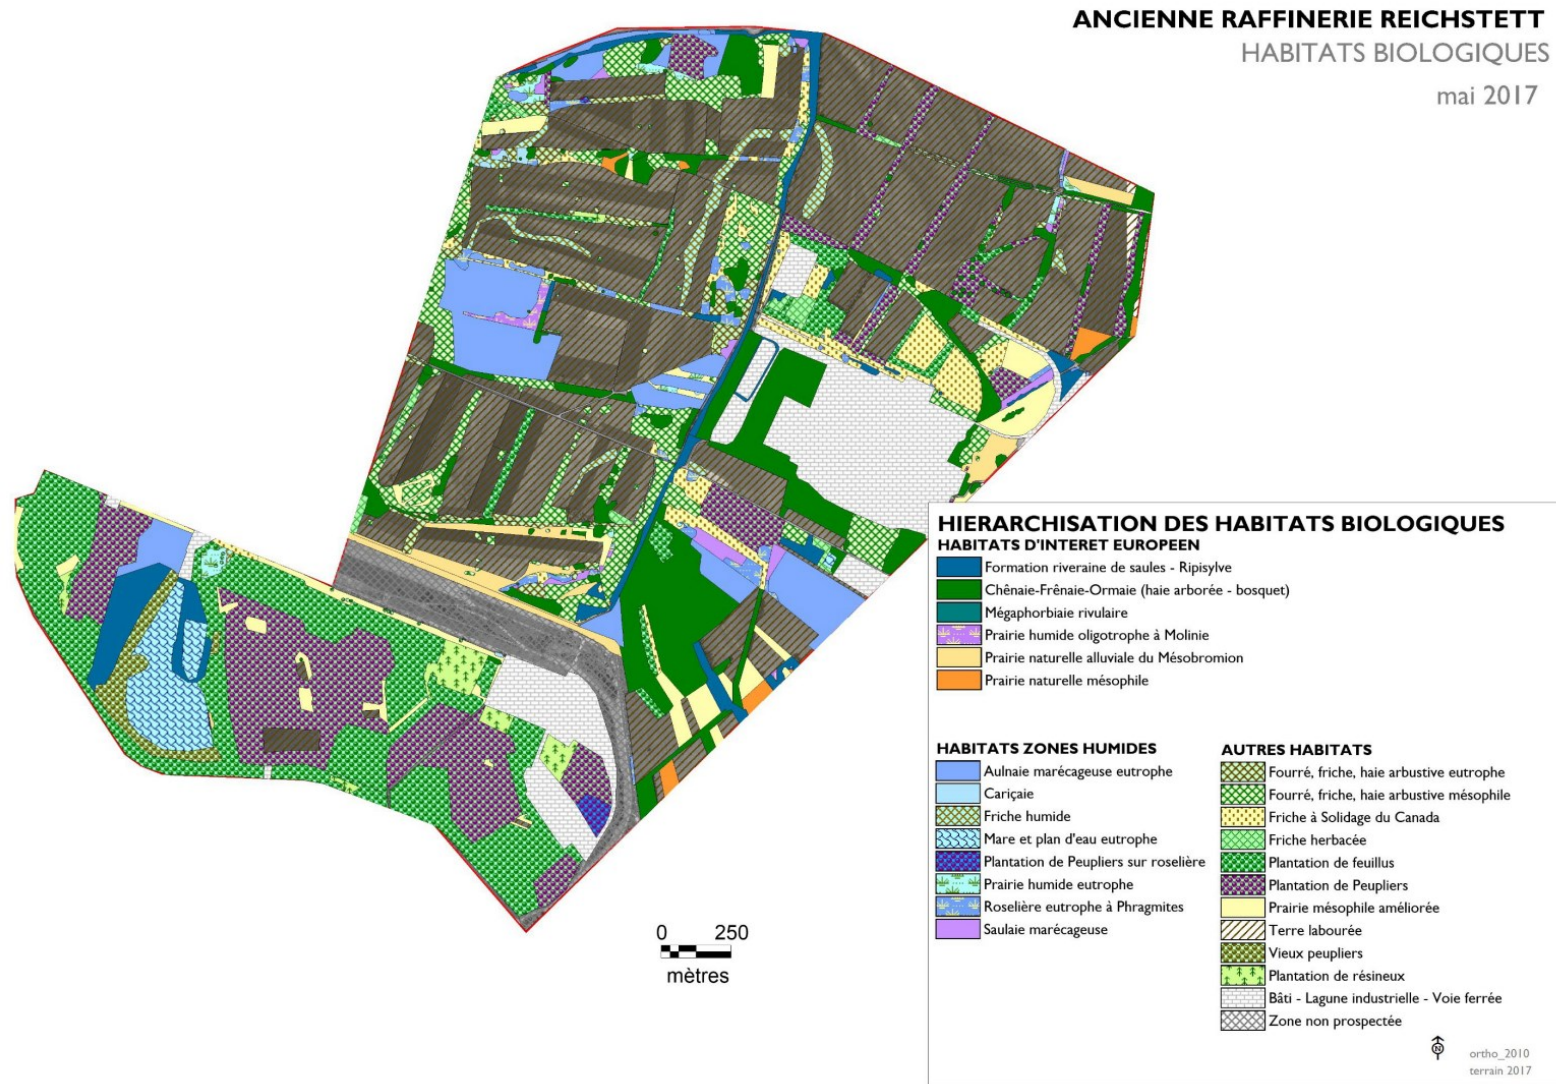 ANCIENNE RAFFINERIE REICHSTETT
HABITATS BIOLOGIQUES
mai 2017
HIERARCHISATION DES HABITATS BIOLOGIQUES
HABITATS D'INTERET EUROPEEN
Formation riveraine de saules - Ripisylve
Chênaie-Frênaie-Ormaie (haie arborée - bosquet)
Mégaphorbiaie rivulaire
Prairie humide oligotrophe à Molinie
Prairie naturelle alluviale du Mésobromion
Prairie naturelle mésophile
HABITATS ZONES HUMIDES
Aulnaie marécageuse eutrophe
Cariçaie
Friche humide
Mare et plan d'eau eutrophe
Plantation de Peupliers sur roselière
Prairie humide eutrophe
Roselière eutrophe à Phragmites
Saulaie marécageuse
AUTRES HABITATS
Fourré, friche, haie arbustive eutrophe
Fourré, friche, haie arbustive mésophile
Friche à Solidage du Canada
Friche herbacée
Plantation de feuillus
Plantation de Peupliers
Prairie mésophile améliorée
Terre labourée
Vieux peupliers
Plantation de résineux
Bâti - Lagune industrielle - Voie ferrée
Zone non prospectée
0 250
mètres
N
ortho_2010
terrain 2017